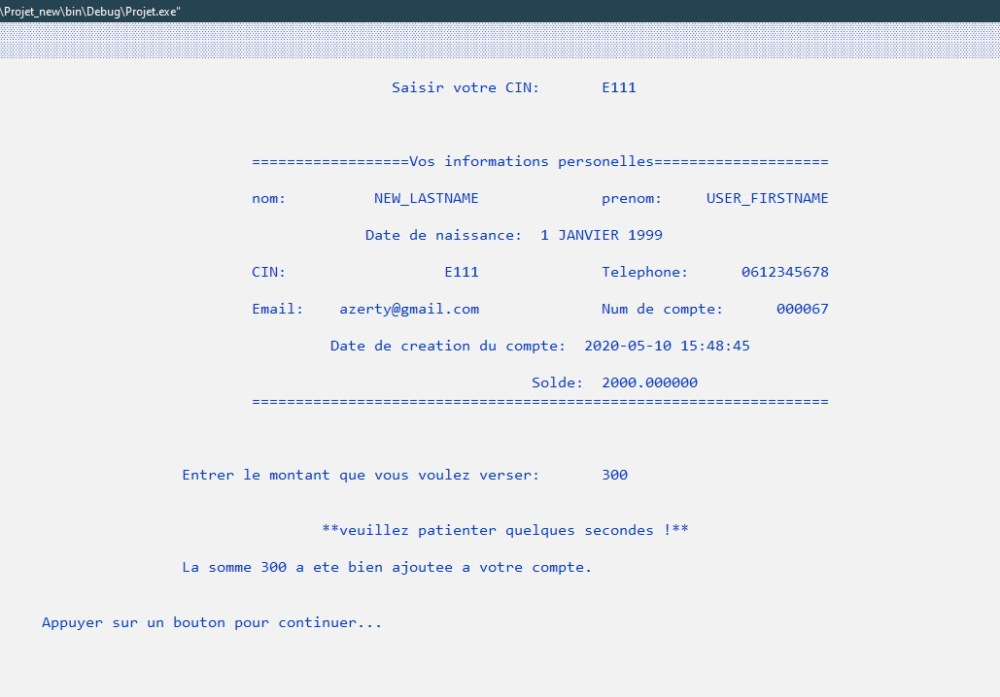 \Projet_new\bin\Debug\Projet.exe"
Saisir votre CIN: E111
==================Vos informations personelles====================
nom: NEW_LASTNAME prenom: USER_FIRSTNAME
Date de naissance: 1 JANVIER 1999
CIN: E111 Telephone: 0612345678
Email: azerty@gmail.com Num de compte: 000067
Date de creation du compte: 2020-05-10 15:48:45
Solde: 2000.000000
==================================================================
Entrer le montant que vous voulez verser: 300
**veuillez patienter quelques secondes !**
La somme 300 a ete bien ajoutee a votre compte.
Appuyer sur un bouton pour continuer...